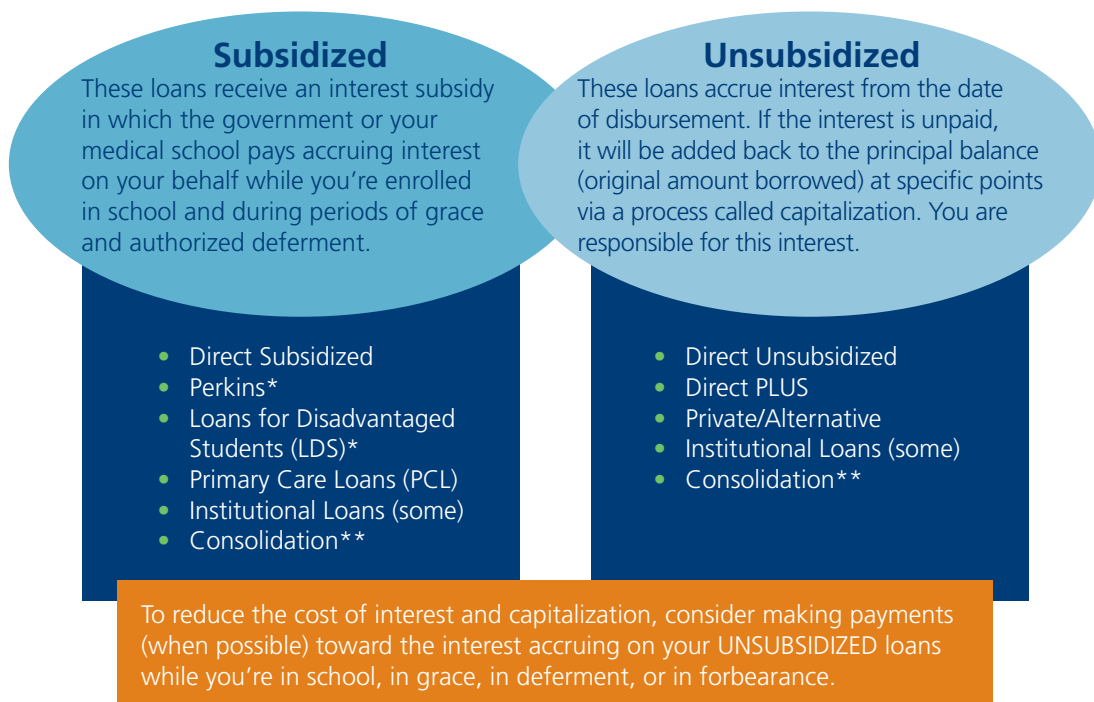 Subsidized
These loans receive an interest subsidy
in which the government or your
medical school pays accruing interest
on your behalf while you’re enrolled
in school and during periods of grace
and authorized deferment.
• Direct Subsidized
• Perkins*
• Loans for Disadvantaged
Students (LDS)*
• Primary Care Loans (PCL)
• Institutional Loans (some)
• Consolidation**
Unsubsidized
These loans accrue interest from the date
of disbursement. If the interest is unpaid,
it will be added back to the principal balance
(original amount borrowed) at specific points
via a process called capitalization. You are
responsible for this interest.
• Direct Unsubsidized
• Direct PLUS
• Private/Alternative
• Institutional Loans (some)
• Consolidation**
To reduce the cost of interest and capitalization, consider making payments
(when possible) toward the interest accruing on your UNSUBSIDIZED loans
while you’re in school, in grace, in deferment, or in forbearance.